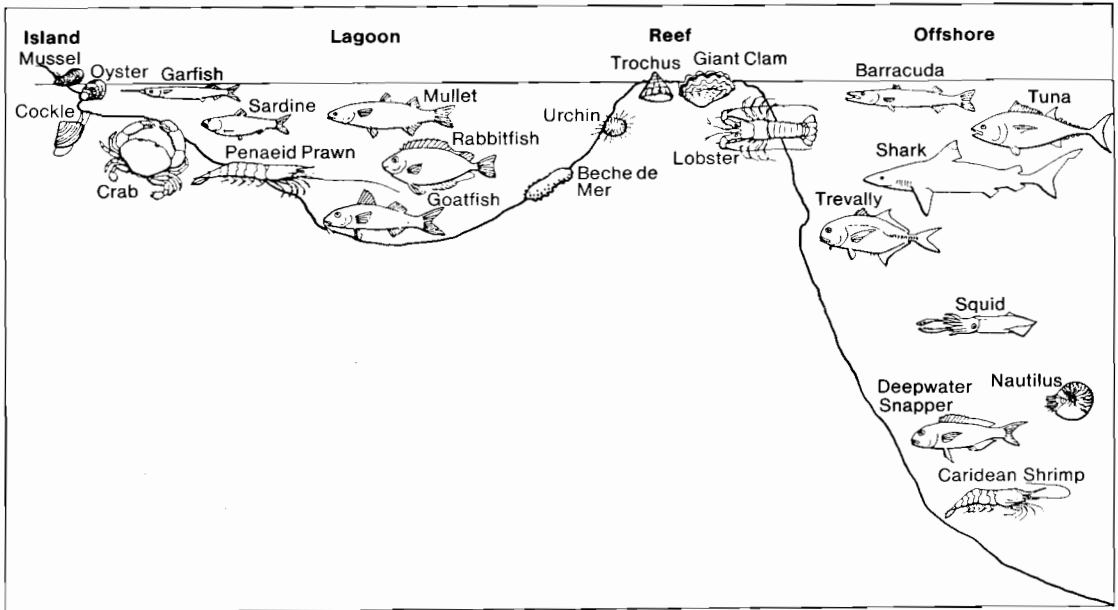 Island
Lagoon
Reef
Offshore
Mussel
Oyster
Garfish
Cockle
Sardine
Mullet
Crab
Penaeid Prawn
Rabbitfish
Goatfish
Urchin
Beche de
Mer
Trochus
Giant Clam
Lobster
Barracuda
Tuna
Shark
Trevally
Squid
Deepwater
Snapper
Nautilus
Caridean Shrimp